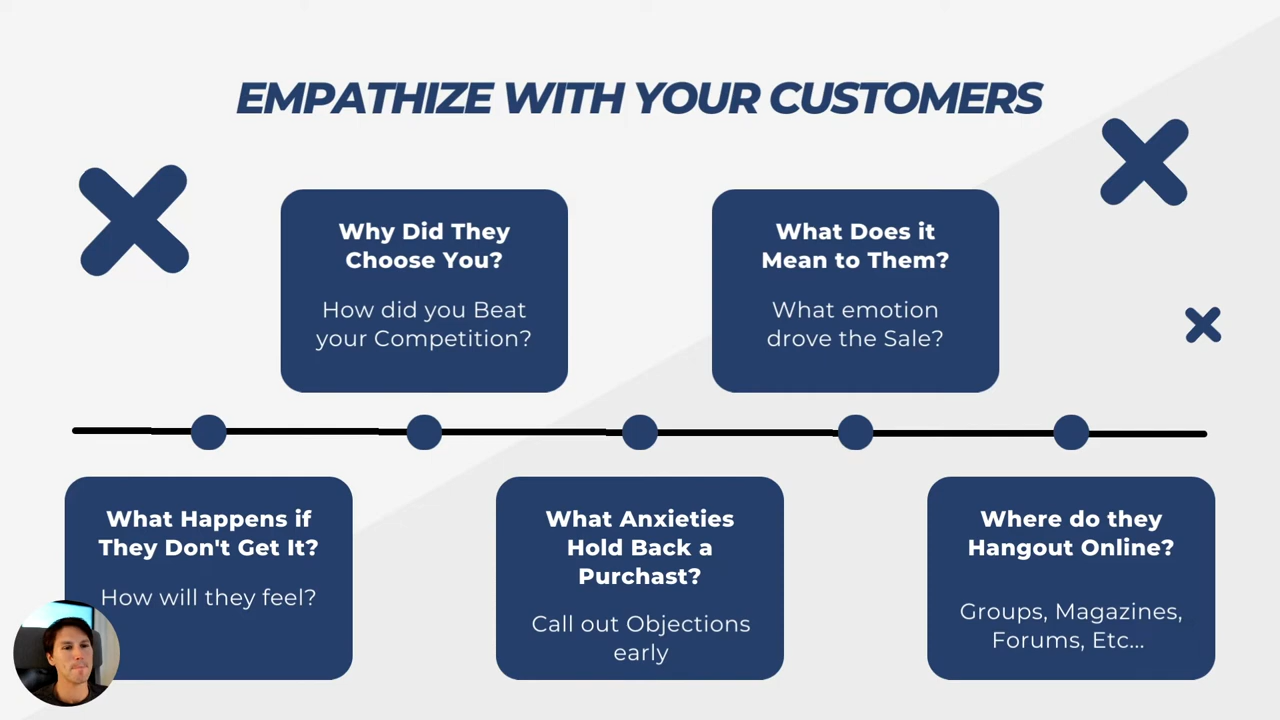 EMPATHIZE WITH YOUR CUSTOMERS
Why Did They
Choose You?
How did you Beat
your Competition?
What Does it
Mean to Them?
What emotion
drove the Sale?
What Happens if
They Don't Get It?
How will they feel?
What Anxieties
Hold Back a
Purchast?
Call out Objections
early
Where do they
Hangout Online?
Groups, Magazines,
Forums, Etc...